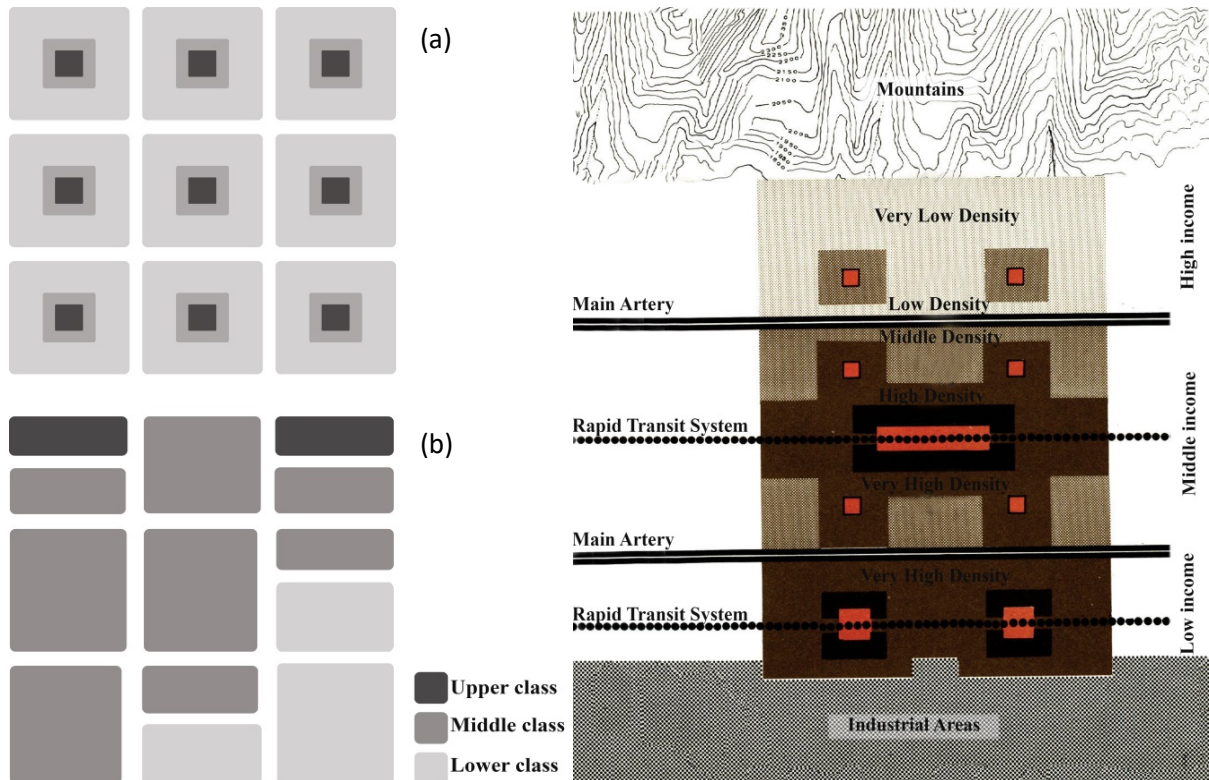 (a)
(b)
Upper class
Middle class
Lower class
Mountains
Very Low Density
Main Artery
Low Density
Middle Density
Rapid Transit System
High Density
Very High Density
Main Artery
Very High Density
Rapid Transit System
Industrial Areas
High income
Middle income
Low income
2100
2050